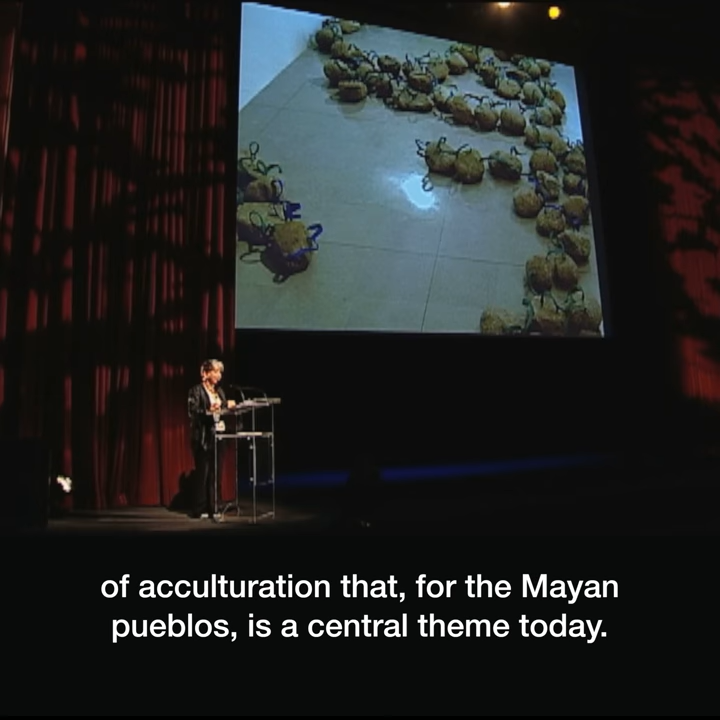 of acculturation that, for the Mayan
pueblos, is a central theme today.